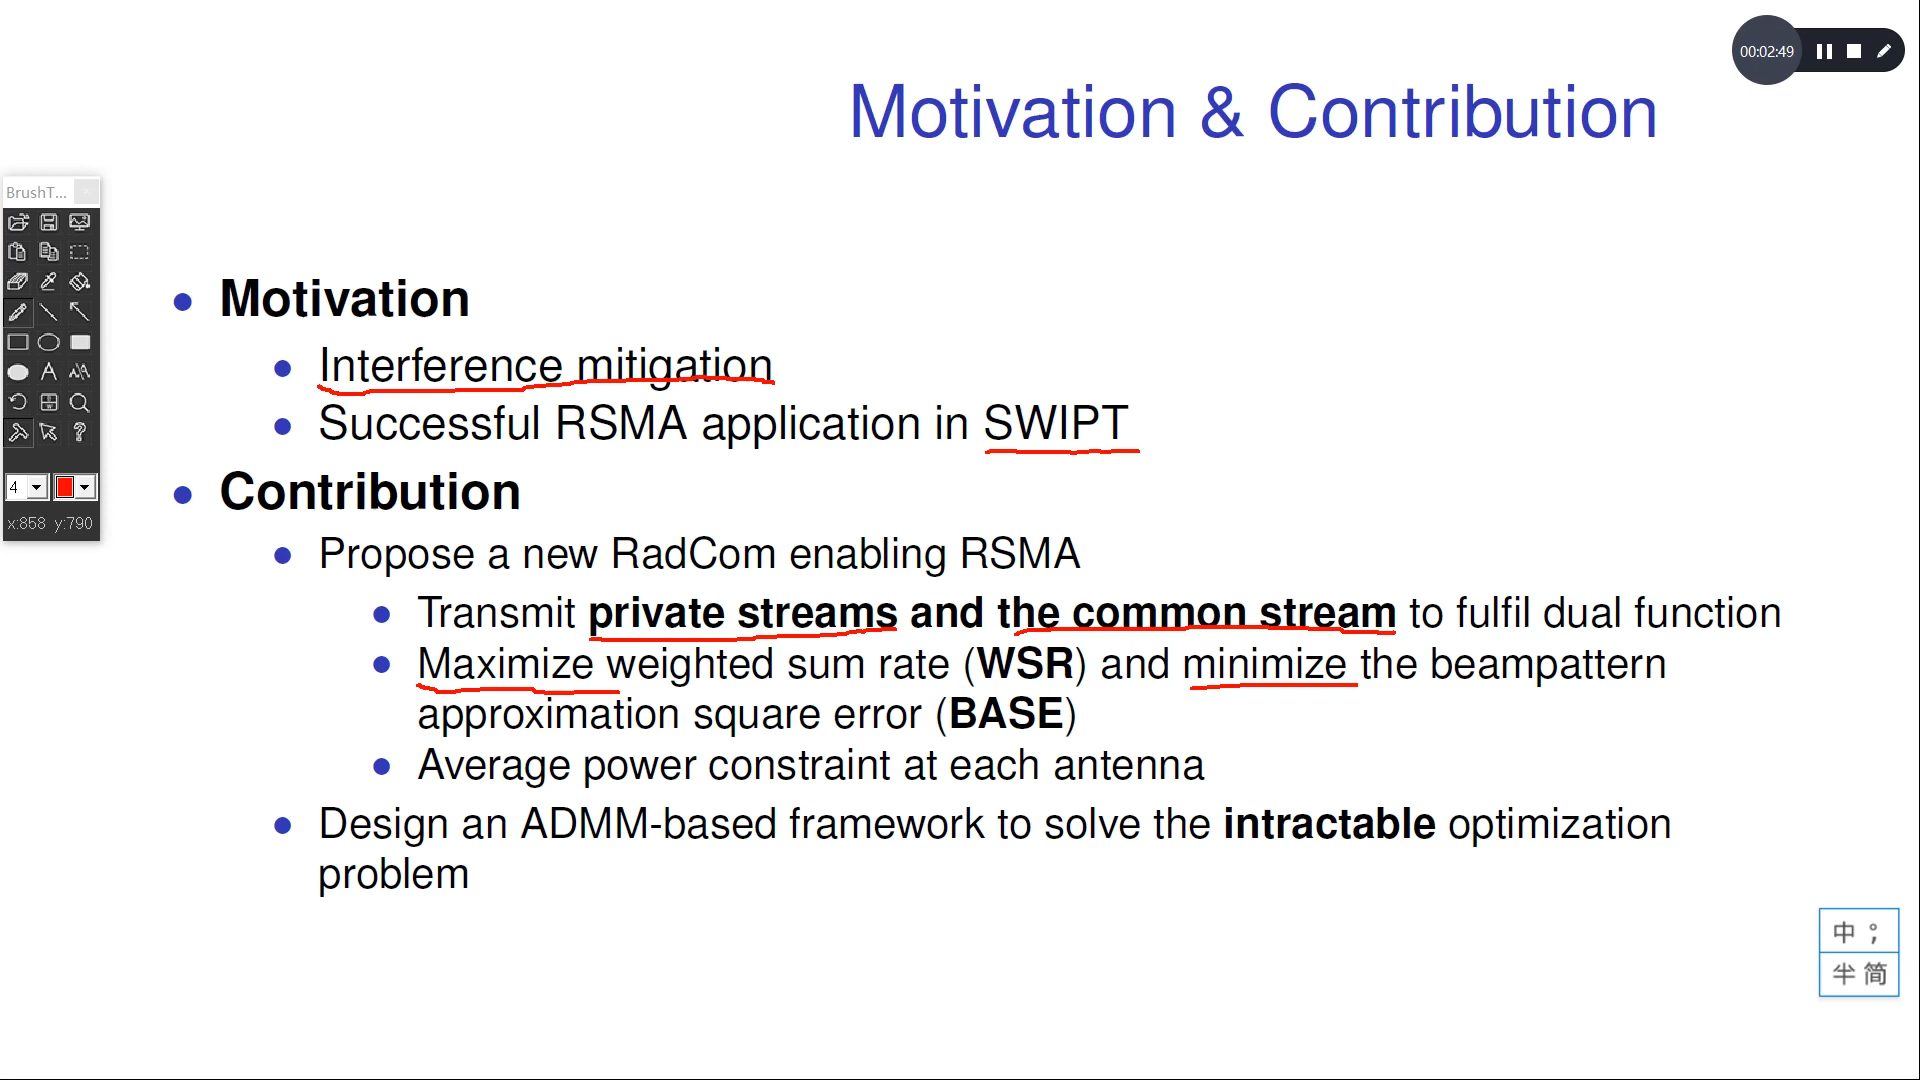 00:02:49
Motivation & Contribution
BrushT...
Motivation
Interference mitigation
Successful RSMA application in SWIPT
Contribution
4
x:858 y:790
Propose a new RadCom enabling RSMA
Transmit private streams and the common stream to fulfil dual function
Maximize weighted sum rate (WSR) and minimize the beampattern
approximation square error (BASE)
Average power constraint at each antenna
Design an ADMM-based framework to solve the intractable optimization
problem
中 ；
半 简